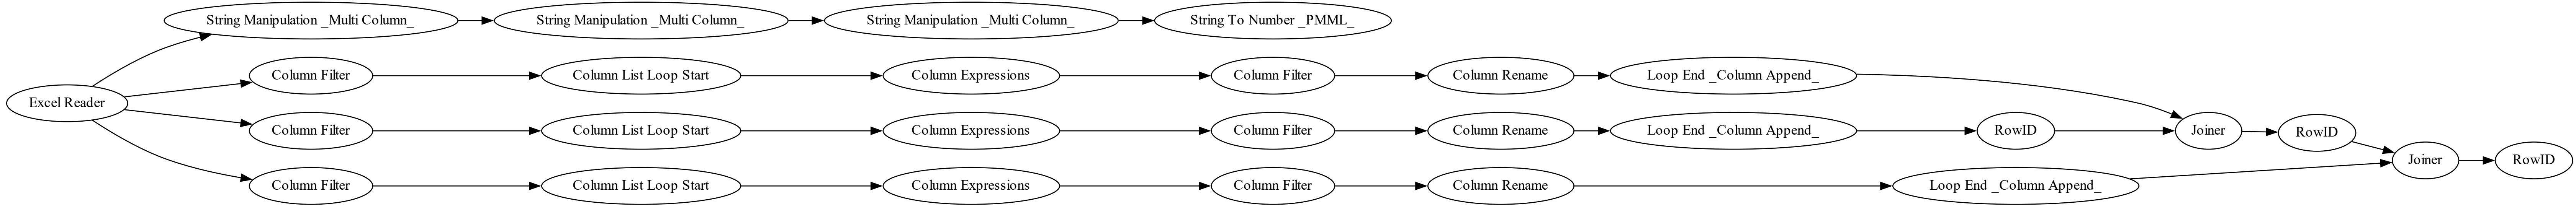 String Manipulation _Multi Column_
String Manipulation _Multi Column_
String Manipulation _Multi Column_
String To Number _PMML_
Excel Reader
Column Filter
Column List Loop Start
Column Expressions
Column Filter
Column Rename
Loop End _Column Append_
Column Filter
Column List Loop Start
Column Expressions
Column Filter
Column Rename
Loop End _Column Append_
RowID
Joiner
RowID
Column Filter
Column List Loop Start
Column Expressions
Column Filter
Column Rename
Loop End _Column Append_
Joiner
RowID